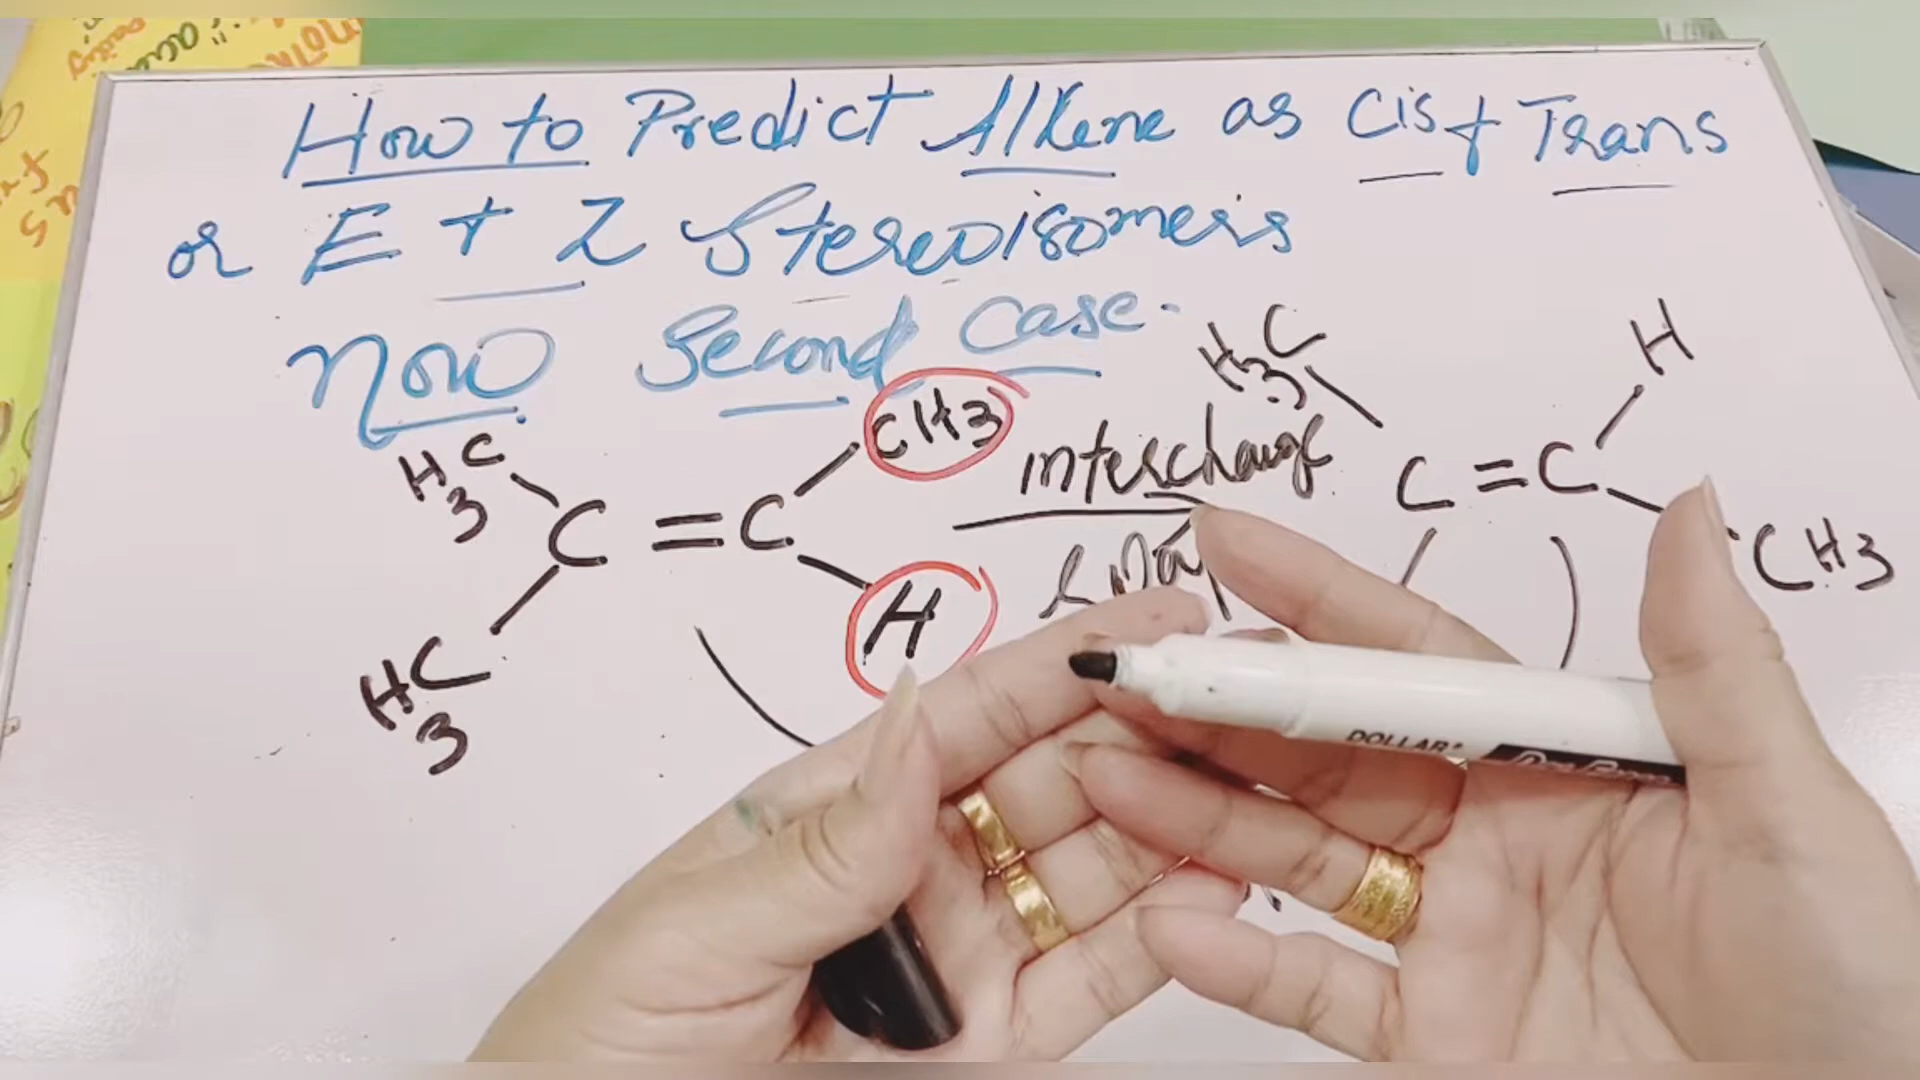 How to Predict Alkene as Cis + Trans
or E + Z Stereoisomers
Now Second Case.
H3C CH3
C = C
H3C H
interchange
H3C H
C = C
CH3
DOLLAR